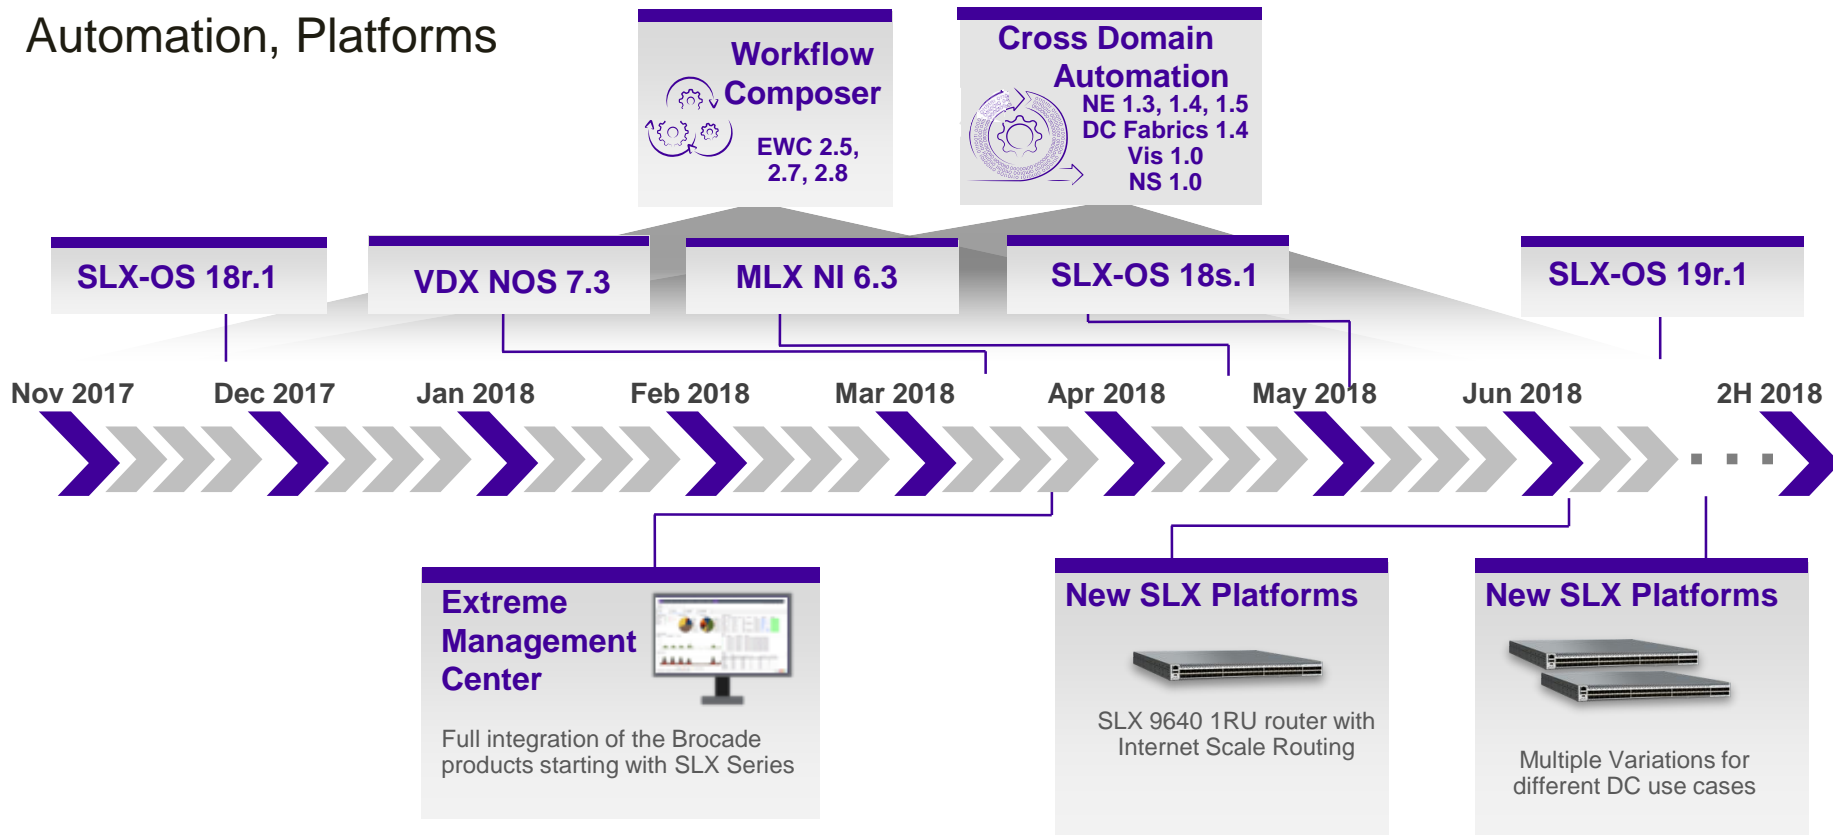 Automation, Platforms
Workflow
Composer
EWC 2.5,
2.7, 2.8
Cross Domain
Automation
NE 1.3, 1.4, 1.5
DC Fabrics 1.4
Vis 1.0
NS 1.0
SLX-OS 18r.1
VDX NOS 7.3
MLX NI 6.3
SLX-OS 18s.1
SLX-OS 19r.1
Nov 2017
Dec 2017
Jan 2018
Feb 2018
Mar 2018
Apr 2018
May 2018
Jun 2018
2H 2018
Extreme
Management
Center
Full integration of the Brocade
products starting with SLX Series
New SLX Platforms
SLX 9640 1RU router with
Internet Scale Routing
New SLX Platforms
Multiple Variations for
different DC use cases